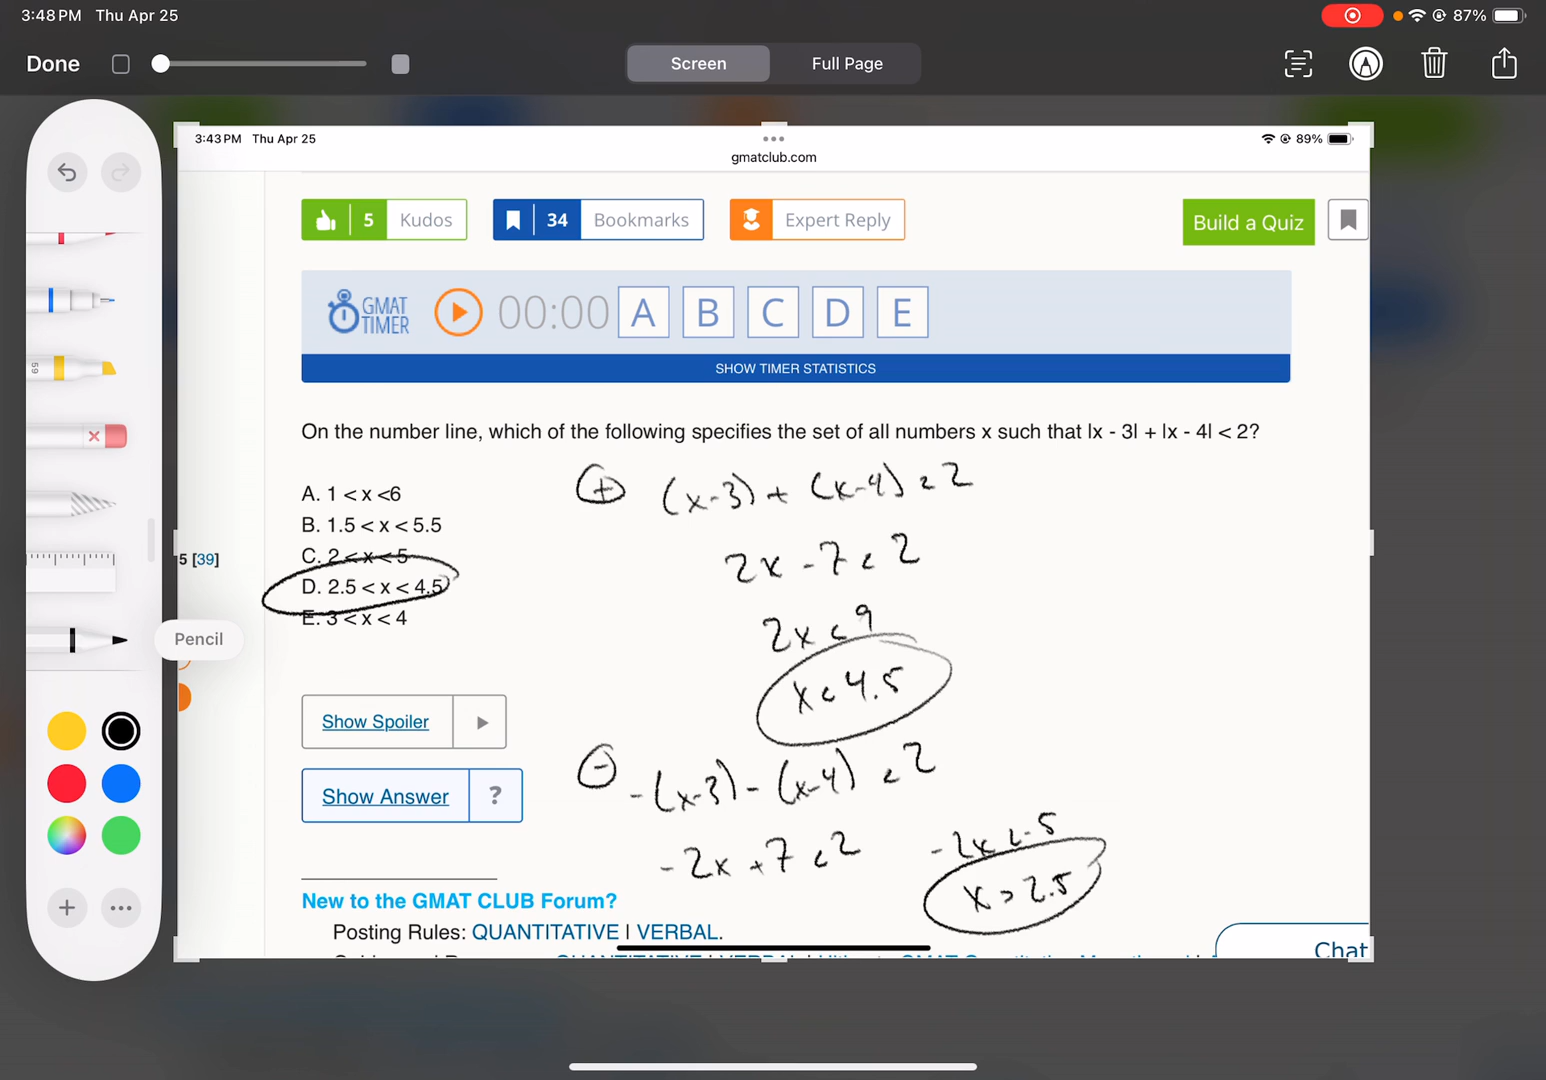 3:48 PM Thu Apr 25
87%
Done
Screen
Full Page
3:43 PM Thu Apr 25
89%
gmatclub.com
5 Kudos
34 Bookmarks
Expert Reply
Build a Quiz
GMAT TIMER
00:00
A B C D E
SHOW TIMER STATISTICS
On the number line, which of the following specifies the set of all numbers x such that |x - 3| + |x - 4| < 2?
A. 1 < x <6
B. 1.5 < x < 5.5
C. 2 < x < 5
D. 2.5 < x < 4.5
E. 3 < x < 4
5 [39]
59
Pencil
+ (x-3) + (x-4) < 2
2x - 7 < 2
2x < 9
x < 4.5
- -(x-3) - (x-4) < 2
-2x + 7 < 2
-2x < -5
x > 2.5
Show Spoiler
Show Answer ?
New to the GMAT CLUB Forum?
Posting Rules: QUANTITATIVE | VERBAL.
Chat